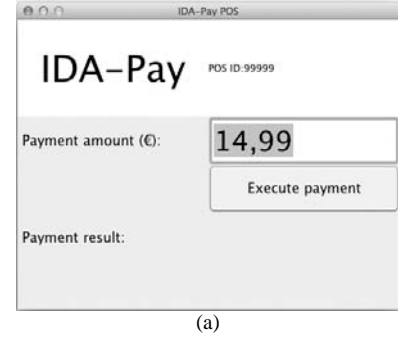 IDA-Pay POS
IDA-Pay POS ID:99999
Payment amount (€): 14,99
Execute payment
Payment result:
(a)